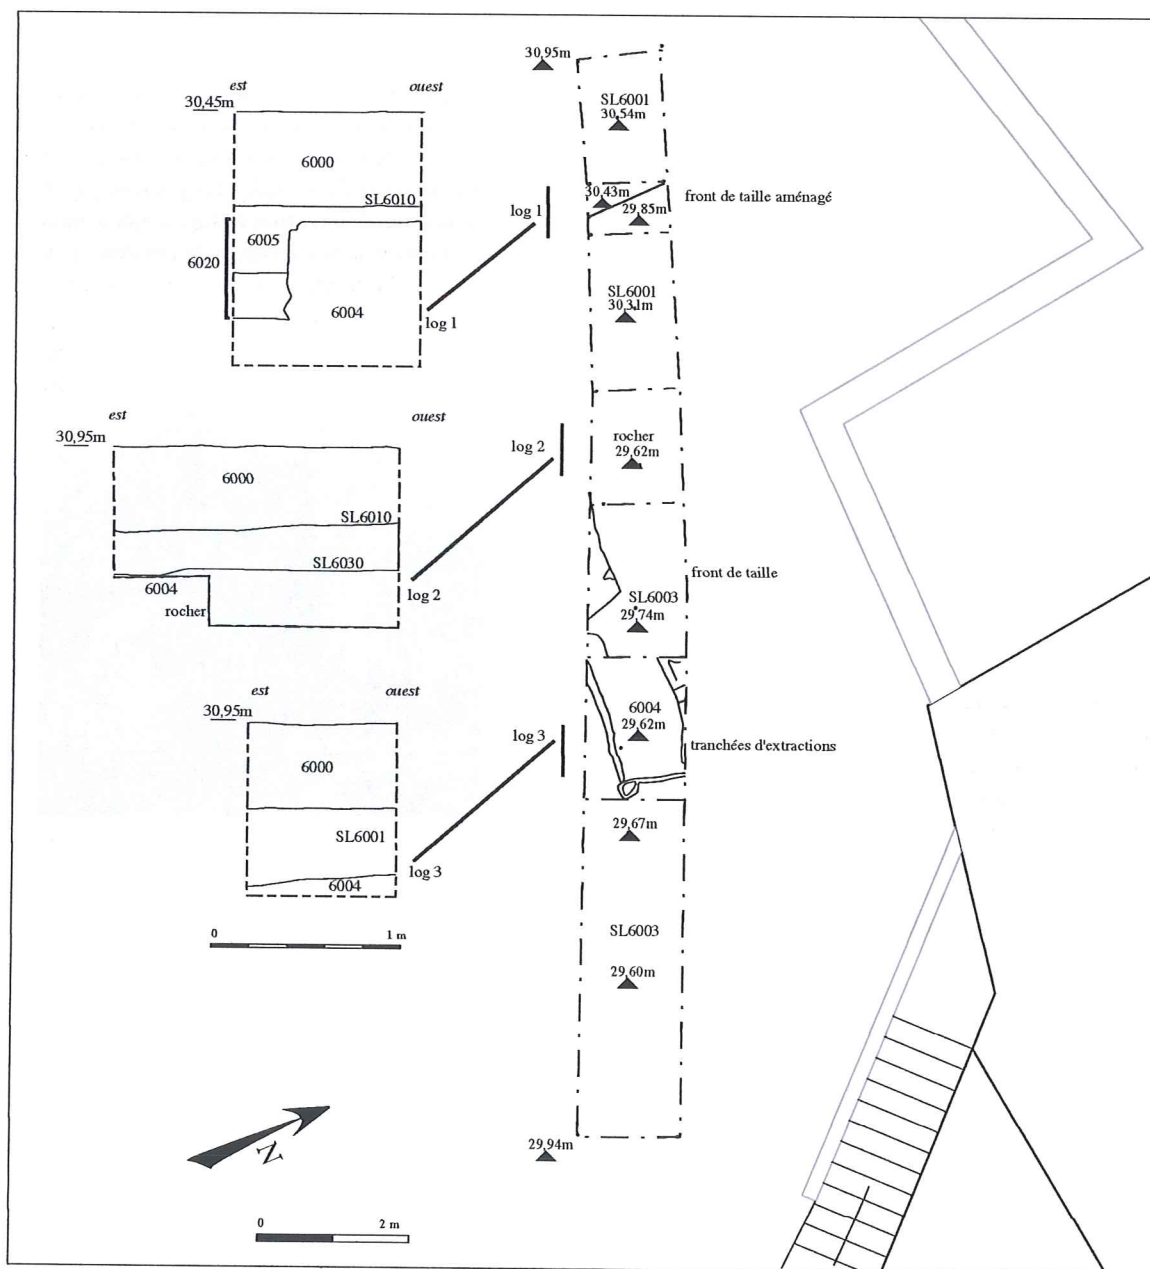 est
ouest
30,45m
6000
SL6010
6005
6020
6004
log 1
est
ouest
30,95m
6000
SL6010
SL6030
6004
rocher
log 2
est
ouest
30,95m
6000
SL6001
6004
log 3
0
1 m
30,95m
SL6001
30,54m
log 1
30,43m
29,85m
front de taille aménagé
SL6001
30,31m
log 2
rocher
29,62m
front de taille
SL6003
29,74m
log 3
6004
29,62m
tranchées d'extractions
29,67m
SL6003
29,60m
29,94m
N
0
2 m